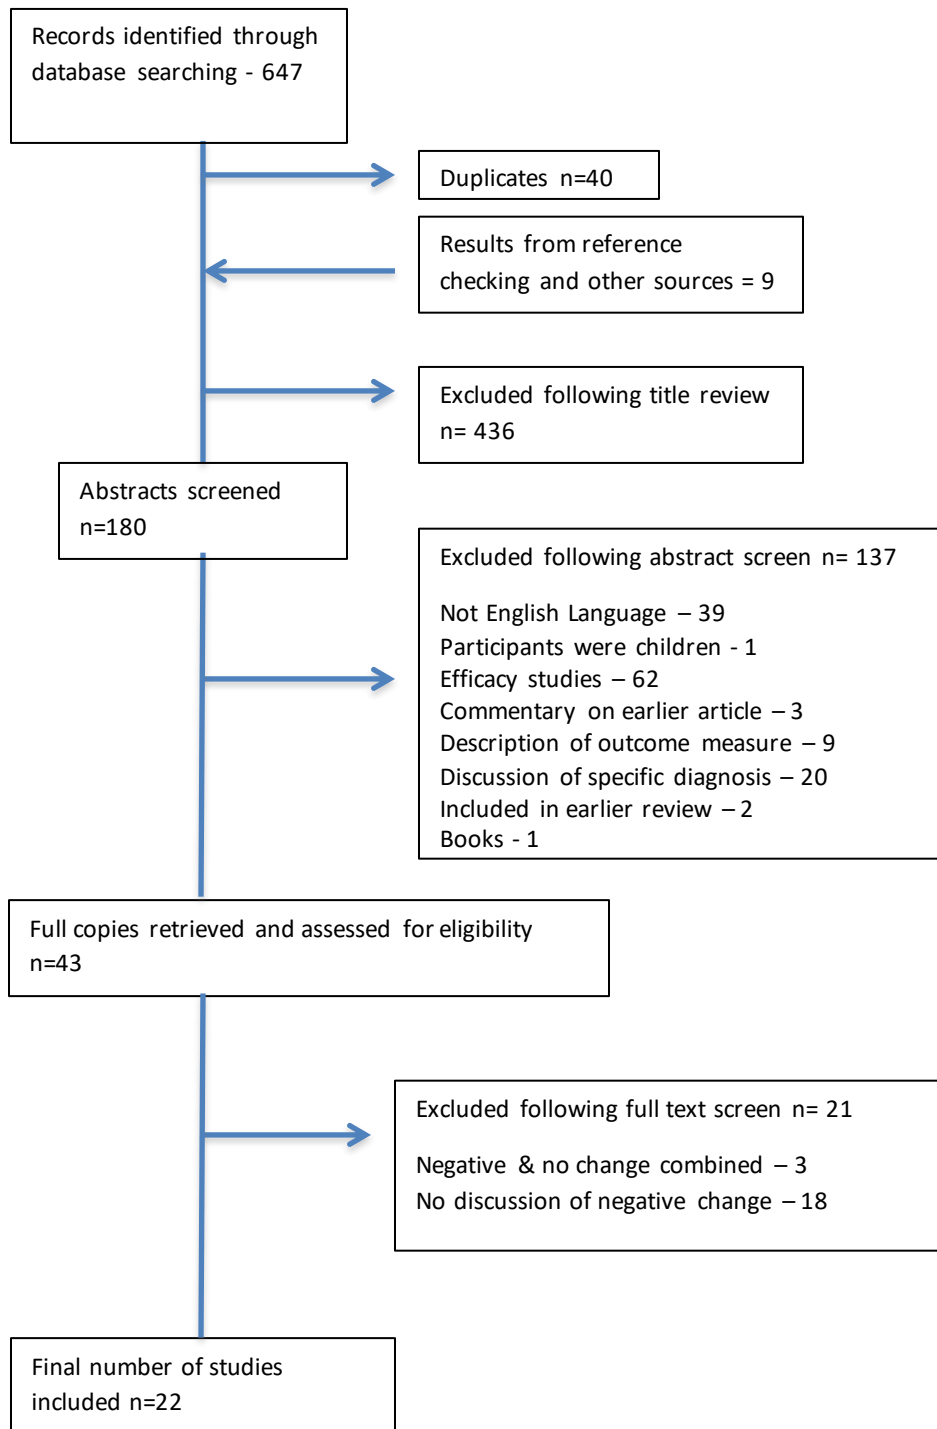 Records identified through
database searching - 647
Duplicates n=40
Results from reference
checking and other sources = 9
Excluded following title review
n= 436
Abstracts screened
n=180
Excluded following abstract screen n= 137
Not English Language – 39
Participants were children - 1
Efficacy studies – 62
Commentary on earlier article – 3
Description of outcome measure – 9
Discussion of specific diagnosis – 20
Included in earlier review – 2
Books - 1
Full copies retrieved and assessed for eligibility
n=43
Excluded following full text screen n= 21
Negative & no change combined – 3
No discussion of negative change – 18
Final number of studies
included n=22